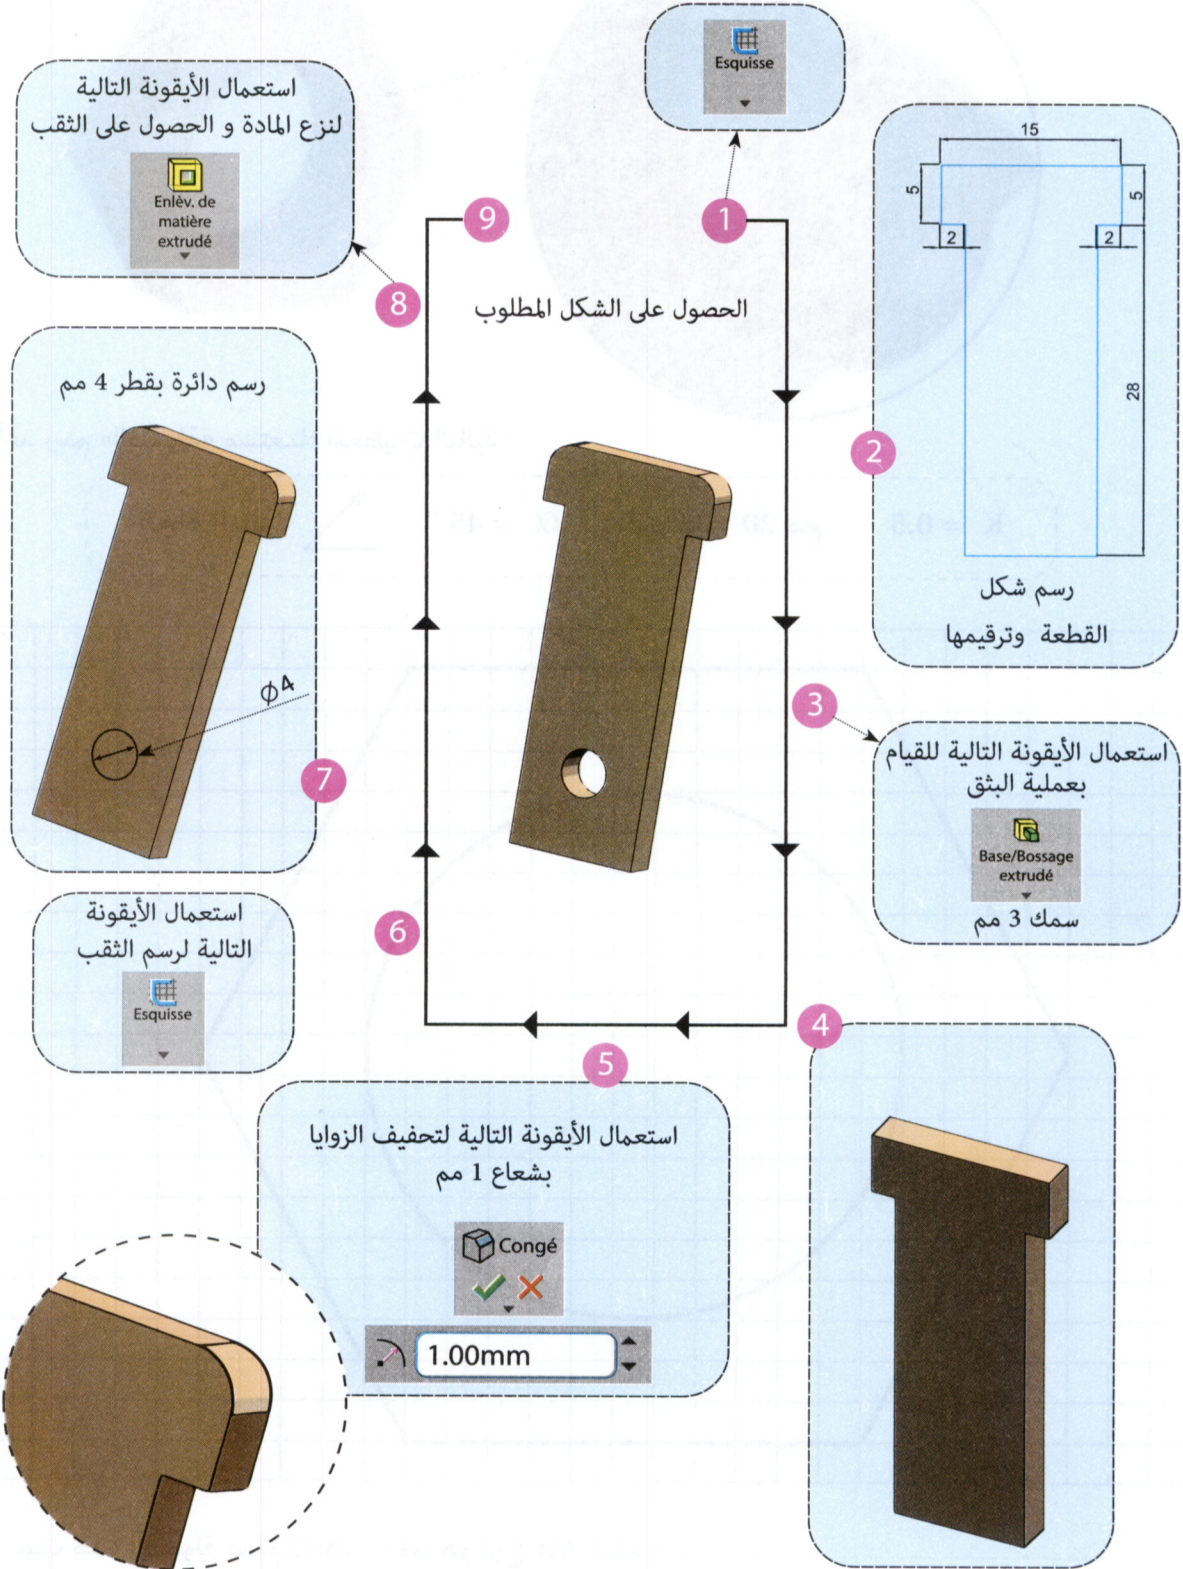 1
Esquisse
2
15
5
5
2
2
28
رسم شكل
القطعة وترقيمها
3
استعمال الأيقونة التالية للقيام
بعملية البثق
Base/Bossage
extrudé
سمك 3 مم
4
5
استعمال الأيقونة التالية لتحفيف الزوايا
بشعاع 1 مم
Congé
1.00mm
6
استعمال الأيقونة
التالية لرسم الثقب
Esquisse
7
رسم دائرة بقطر 4 مم
ϕ4
8
استعمال الأيقونة التالية
لنزع المادة و الحصول على الثقب
Enlèv. de
matière
extrudé
9
الحصول على الشكل المطلوب
K = 0.5